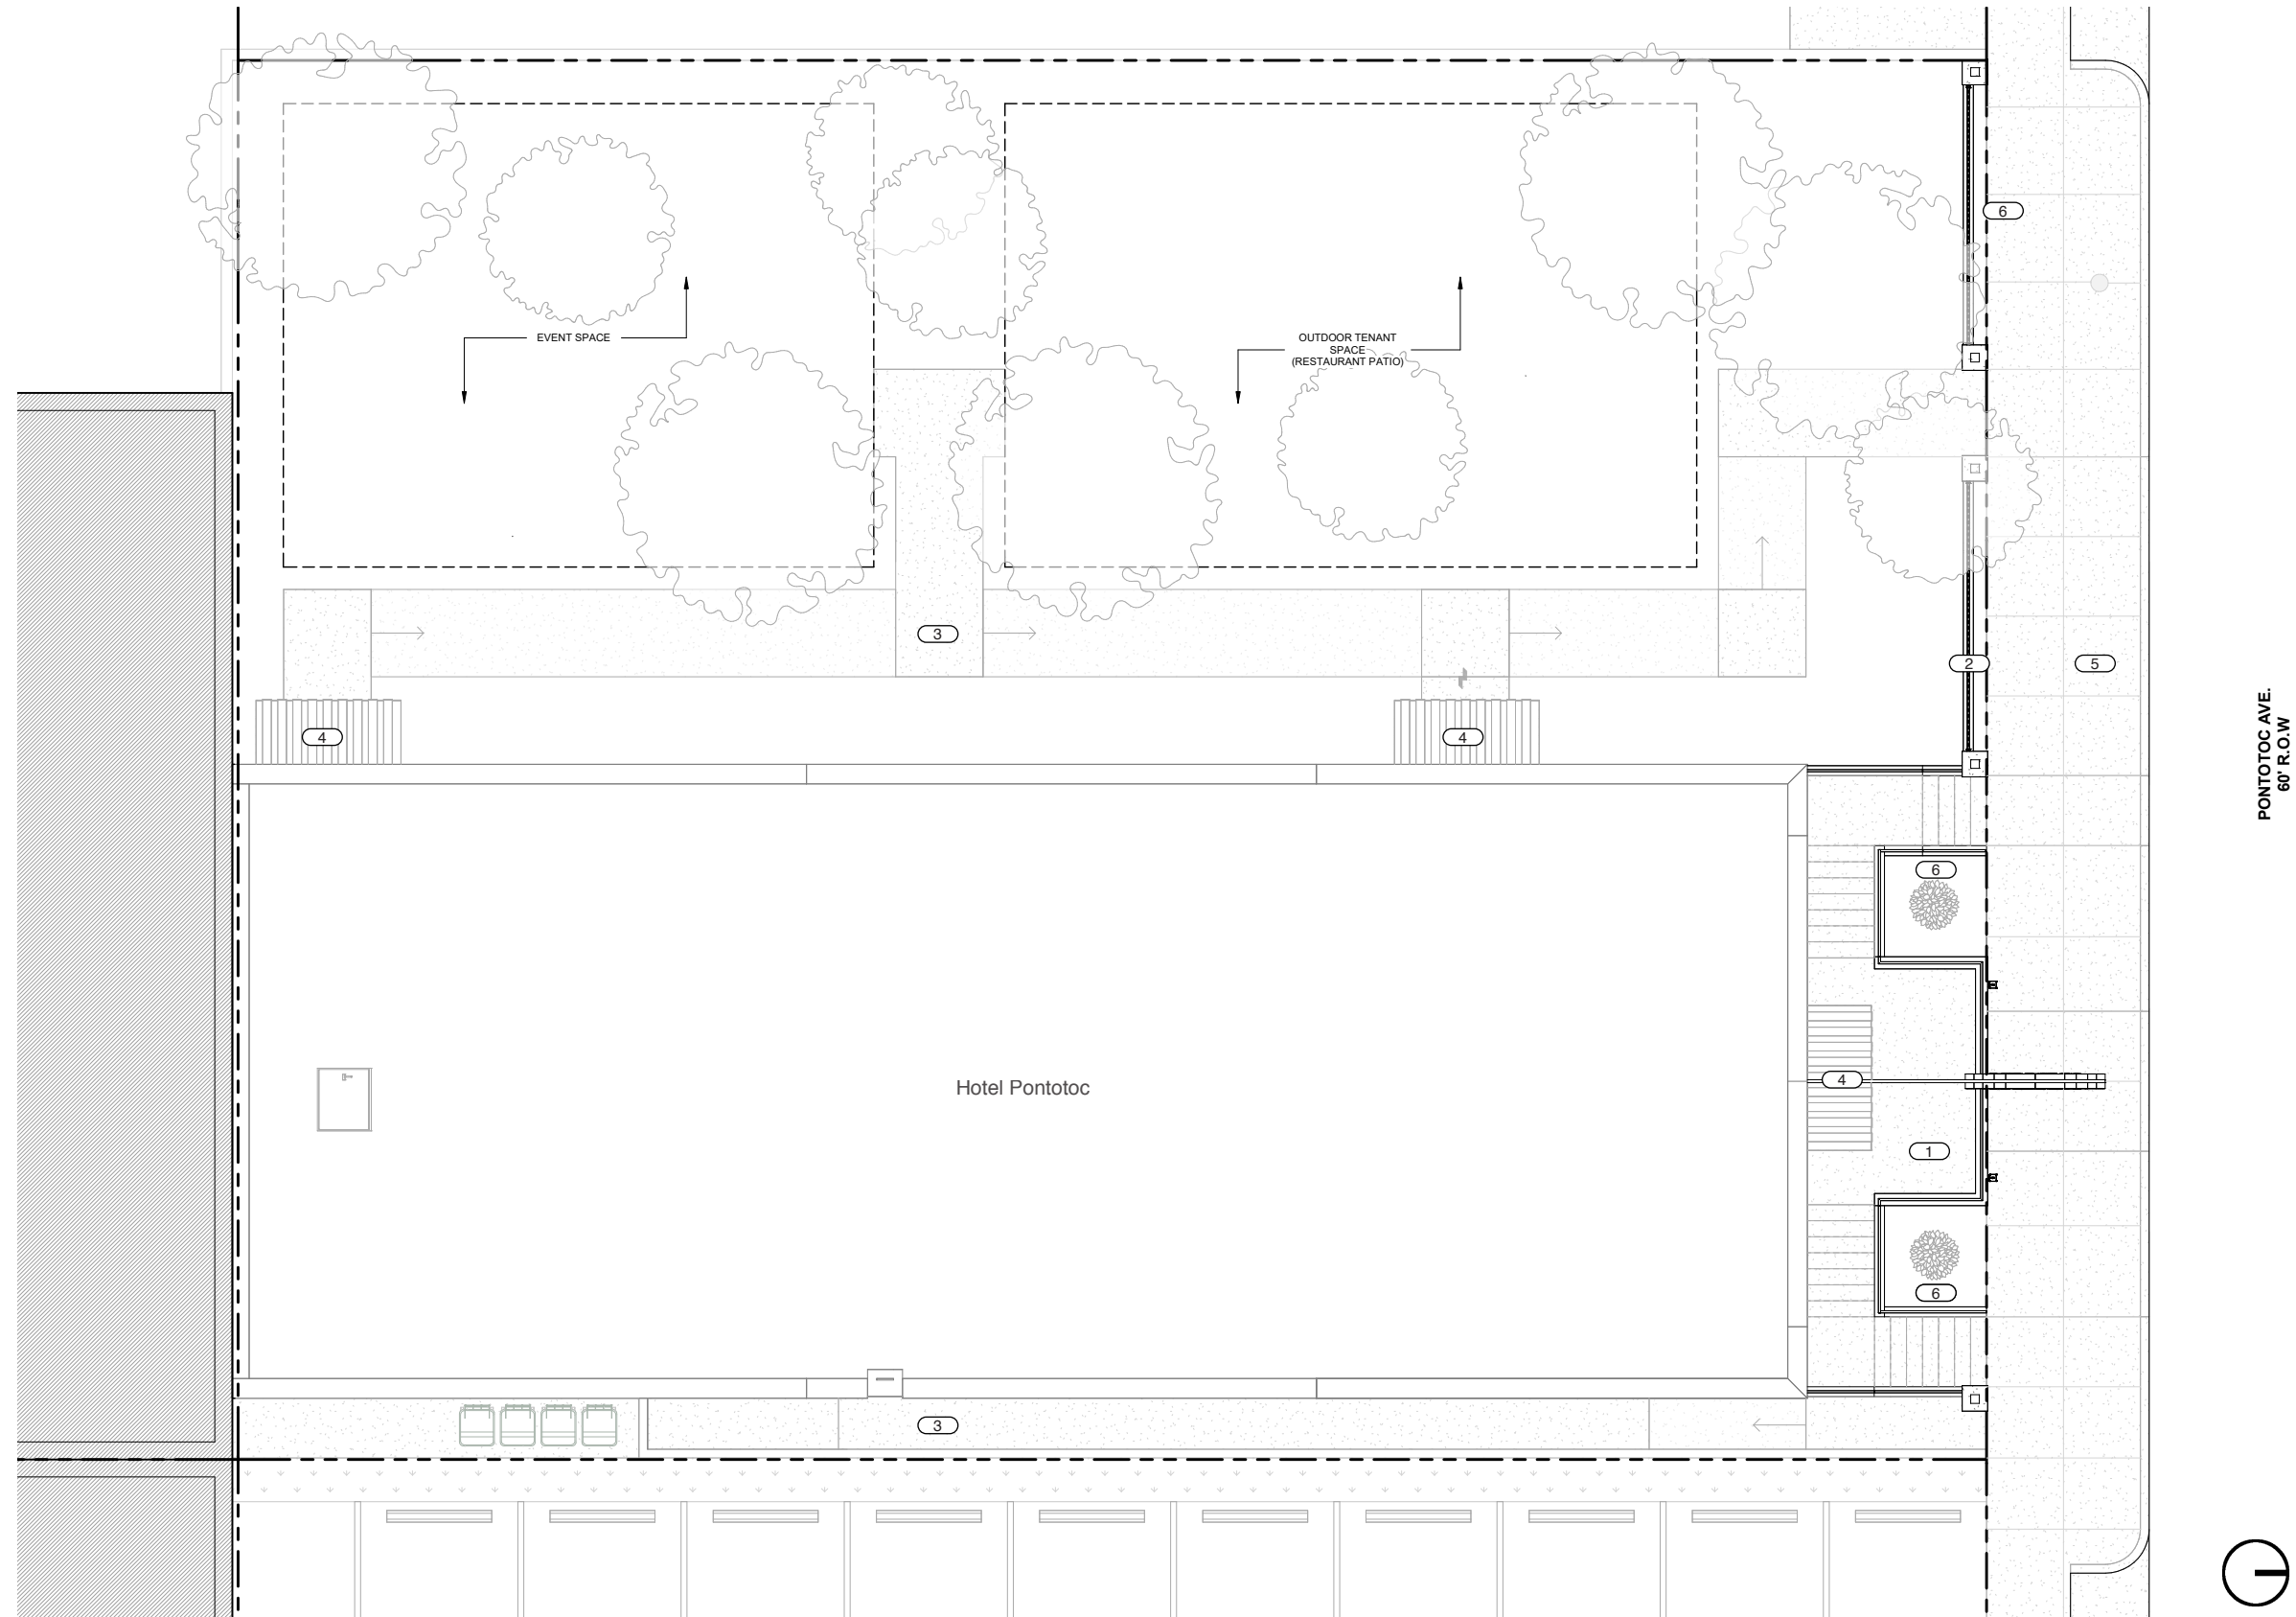 6
EVENT SPACE
OUTDOOR TENANT
SPACE
(RESTAURANT PATIO)
3
2
5
4
4
PONTOTOC AVE.
60' R.O.W
6
Hotel Pontotoc
4
1
6
3